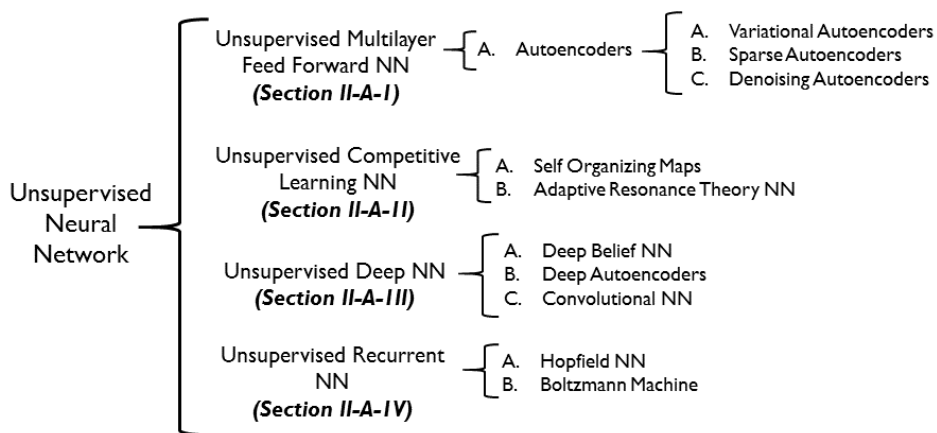 Unsupervised
Neural
Network
Unsupervised Multilayer
Feed Forward NN
(Section II-A-I)
A. Autoencoders
A. Variational Autoencoders
B. Sparse Autoencoders
C. Denoising Autoencoders
Unsupervised Competitive
Learning NN
(Section II-A-II)
A. Self Organizing Maps
B. Adaptive Resonance Theory NN
Unsupervised Deep NN
(Section II-A-III)
A. Deep Belief NN
B. Deep Autoencoders
C. Convolutional NN
Unsupervised Recurrent
NN
(Section II-A-IV)
A. Hopfield NN
B. Boltzmann Machine